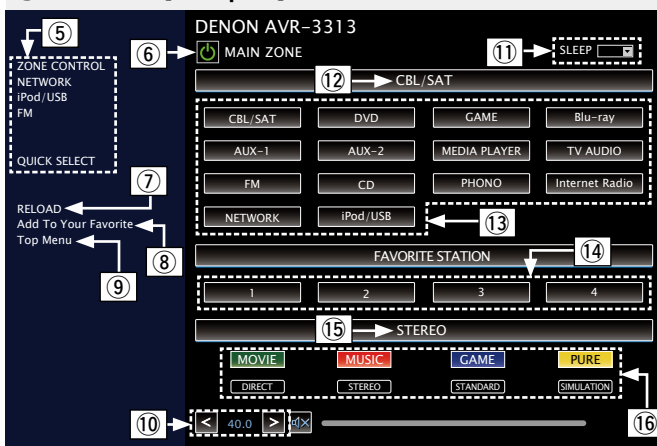 DENON AVR-3313
⑤
⑥ MAIN ZONE ⑪ SLEEP
ZONE CONTROL
NETWORK
iPod/USB
FM
QUICK SELECT
⑫ CBL/SAT
CBL/SAT DVD GAME Blu-ray
AUX-1 AUX-2 MEDIA PLAYER TV AUDIO
FM CD PHONO Internet Radio
NETWORK iPod/USB ⑬
⑦
RELOAD
Add To Your Favorite
Top Menu
⑧
⑨
FAVORITE STATION ⑭
1 2 3 4
⑮ STEREO
MOVIE MUSIC GAME PURE
DIRECT STEREO STANDARD SIMULATION
⑩ < 40.0 > ⑯